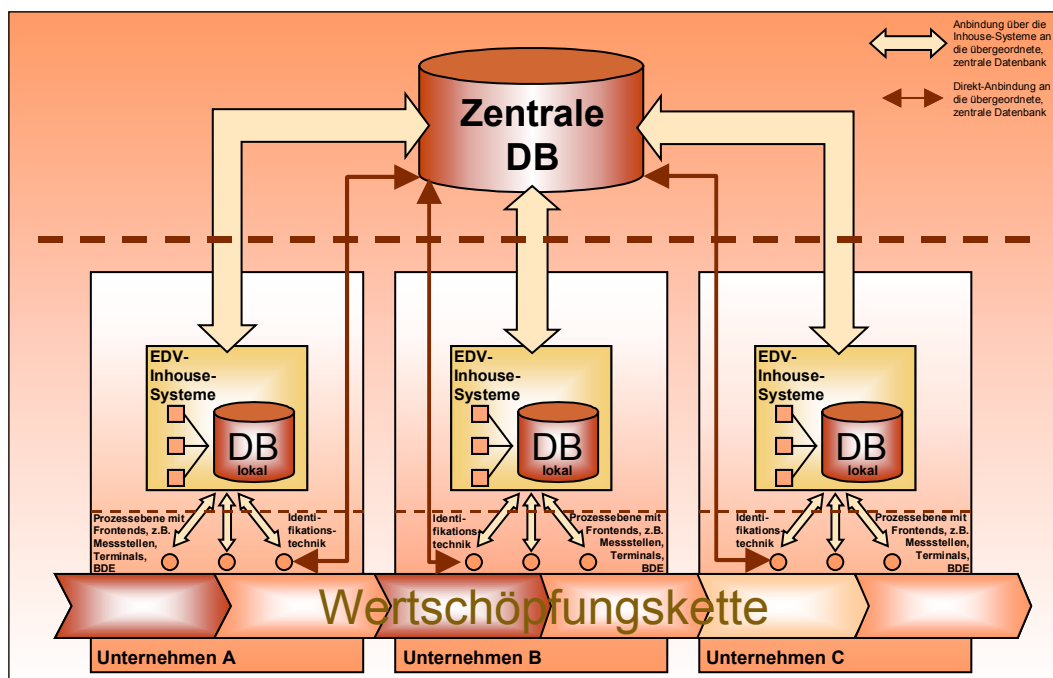 Anbindung über die
Inhouse-Systeme an
die übergeordnete,
zentrale Datenbank
Direkt-Anbindung an
die übergeordnete,
zentrale Datenbank
Zentrale
DB
EDV-
Inhouse-
Systeme
DB
lokal
EDV-
Inhouse-
Systeme
DB
lokal
EDV-
Inhouse-
Systeme
DB
lokal
Prozessebene mit
Frontends, z.B.
Messstellen,
Terminals,
BDE
Identi-
fikations-
technik
Identi-
fikations-
technik
Prozessebene mit
Frontends, z.B.
Messstellen,
Terminals,
BDE
Identi-
fikations-
technik
Prozessebene mit
Frontends, z.B.
Messstellen,
Terminals,
BDE
Wertschöpfungskette
Unternehmen A
Unternehmen B
Unternehmen C